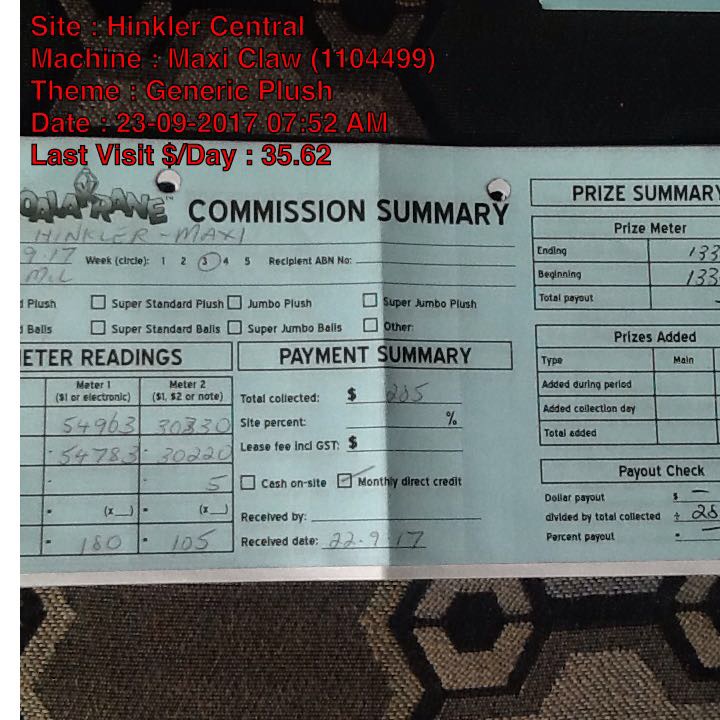 Site : Hinkler Central
Machine : Maxi Claw (1104499)
Theme : Generic Plush
Date : 23-09-2017 07:52 AM
Last Visit $/Day : 35.62
COMMISSION SUMMARY
HINKLER - MAXI
9.17 Week (circle): 1 2 3 4 5 Recipient ABN No:
d Plush Super Standard Plush Jumbo Plush Super Jumbo Plush
d Balls Super Standard Balls Super Jumbo Balls Other:
ETER READINGS
Meter 1 Meter 2
($1 or electronic) ($1, $2 or note)
54963 30330
- 54783 - 30220
- - 5
= (x__) = (x__)
= 180 = 105
PAYMENT SUMMARY
Total collected: $ 285
Site percent: %
Lease fee incl GST: $
Cash on-site Monthly direct credit
Received by:
Received date: 22.9.17
PRIZE SUMMARY
Prize Meter
Ending 133
Beginning 133
Total payout
Prizes Added
Type Main
Added during period
Added collection day
Total added
Payout Check
Dollar payout $ -
divided by total collected ÷ 28
Percent payout =